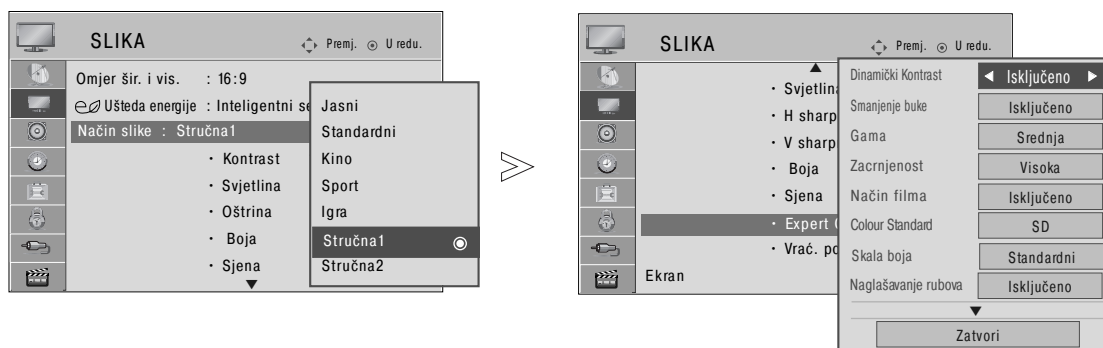 SLIKA
Premj. U redu.
Omjer šir. i vis. : 16:9
Ušteda energije : Inteligentni se
Način slike : Stručna1
• Kontrast
• Svjetlina
• Oštrina
• Boja
• Sjena
Jasni
Standardni
Kino
Sport
Igra
Stručna1
Stručna2
SLIKA
Premj. U redu.
• Svjetlin
• H sharp
• V sharp
• Boja
• Sjena
• Expert
• Vrać. po
Ekran
Dinamički Kontrast Isključeno
Smanjenje buke Isključeno
Gama Srednja
Zacrnjenost Visoka
Način filma Isključeno
Colour Standard SD
Skala boja Standardni
Naglašavanje rubova Isključeno
Zatvori